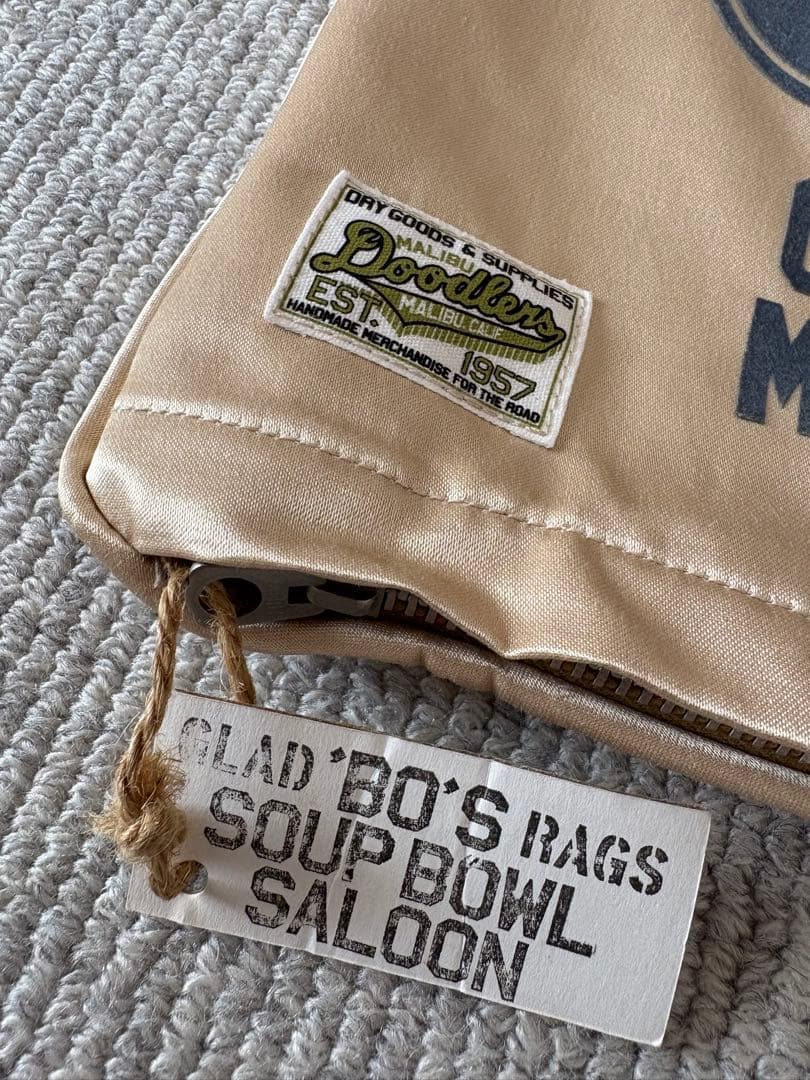 DRY GOODS & SUPPLIES
MALIBU
Doodlers
EST.
MALIBU, CALIF
1957
HANDMADE MERCHANDISE FOR THE ROAD
GLAD 'BO'S RAGS
SOUP BOWL
SALOON